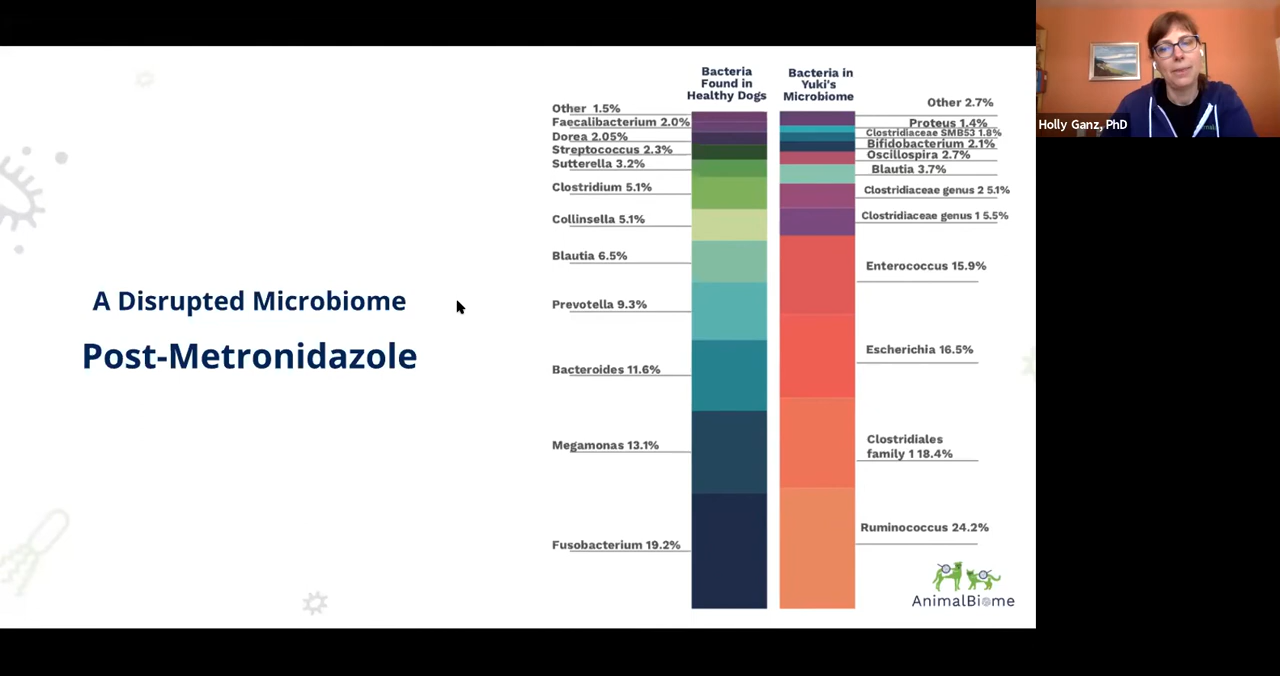 A Disrupted Microbiome
Post-Metronidazole
Bacteria
Found in
Healthy Dogs
Other 1.5%
Faecalibacterium 2.0%
Dorea 2.05%
Streptococcus 2.3%
Sutterella 3.2%
Clostridium 5.1%
Collinsella 5.1%
Blautia 6.5%
Prevotella 9.3%
Bacteroides 11.6%
Megamonas 13.1%
Fusobacterium 19.2%
Bacteria in
Yuki's
Microbiome
Other 2.7%
Proteus 1.4%
Clostridiaceae SMB53 1.8%
Bifidobacterium 2.1%
Oscillospira 2.7%
Blautia 3.7%
Clostridiaceae genus 2 5.1%
Clostridiaceae genus 1 5.5%
Enterococcus 15.9%
Escherichia 16.5%
Clostridiales
family 1 18.4%
Ruminococcus 24.2%
AnimalBiome
Holly Ganz, PhD